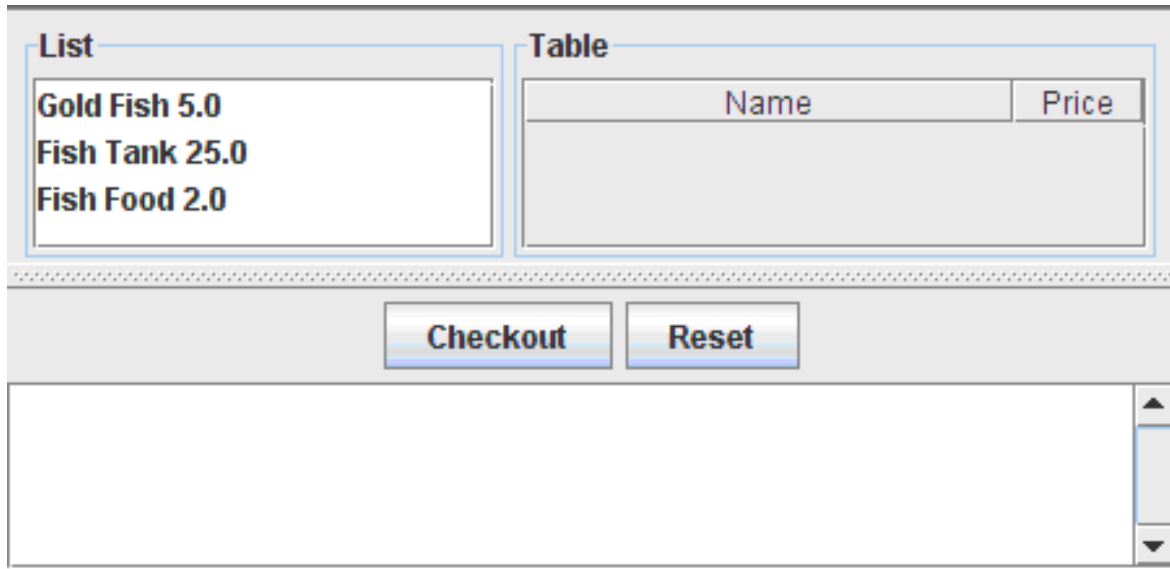 List
Gold Fish 5.0
Fish Tank 25.0
Fish Food 2.0
Table
Name Price
Checkout Reset